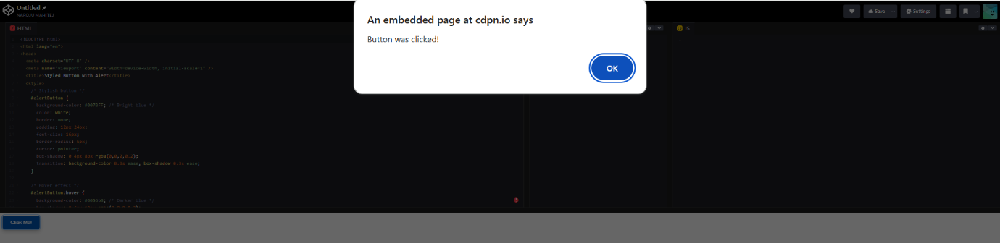 Untitled
NAROJU MAHITEJ
Save
Settings
An embedded page at cdpn.io says
Button was clicked!
OK
HTML
JS
<!DOCTYPE html>
<html lang="en">
<head>
<meta charset="UTF-8" />
<meta name="viewport" content="width=device-width, initial-scale=1" />
<title>Styled Button with Alert</title>
<style>
/* Stylish button */
#alertButton {
background-color: #007BFF; /* Bright blue */
color: white;
border: none;
padding: 12px 24px;
font-size: 16px;
border-radius: 6px;
cursor: pointer;
box-shadow: 0 4px 8px rgba(0,0,0,0.2);
transition: background-color 0.3s ease, box-shadow 0.3s ease;
}
/* Hover effect */
#alertButton:hover {
background-color: #0056b3; /* Darker blue */
Click Me!